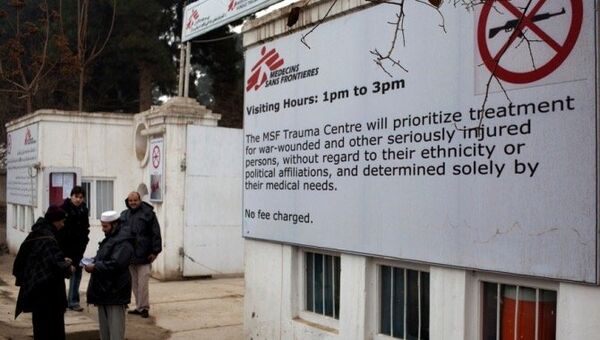 MEDECINS
SANS FRONTIERES
Visiting Hours: 1pm to 3pm
The MSF Trauma Centre will prioritize treatment
for war-wounded and other seriously injured
persons, without regard to their ethnicity or
political affiliations, and determined solely by
their medical needs.
No fee charged.